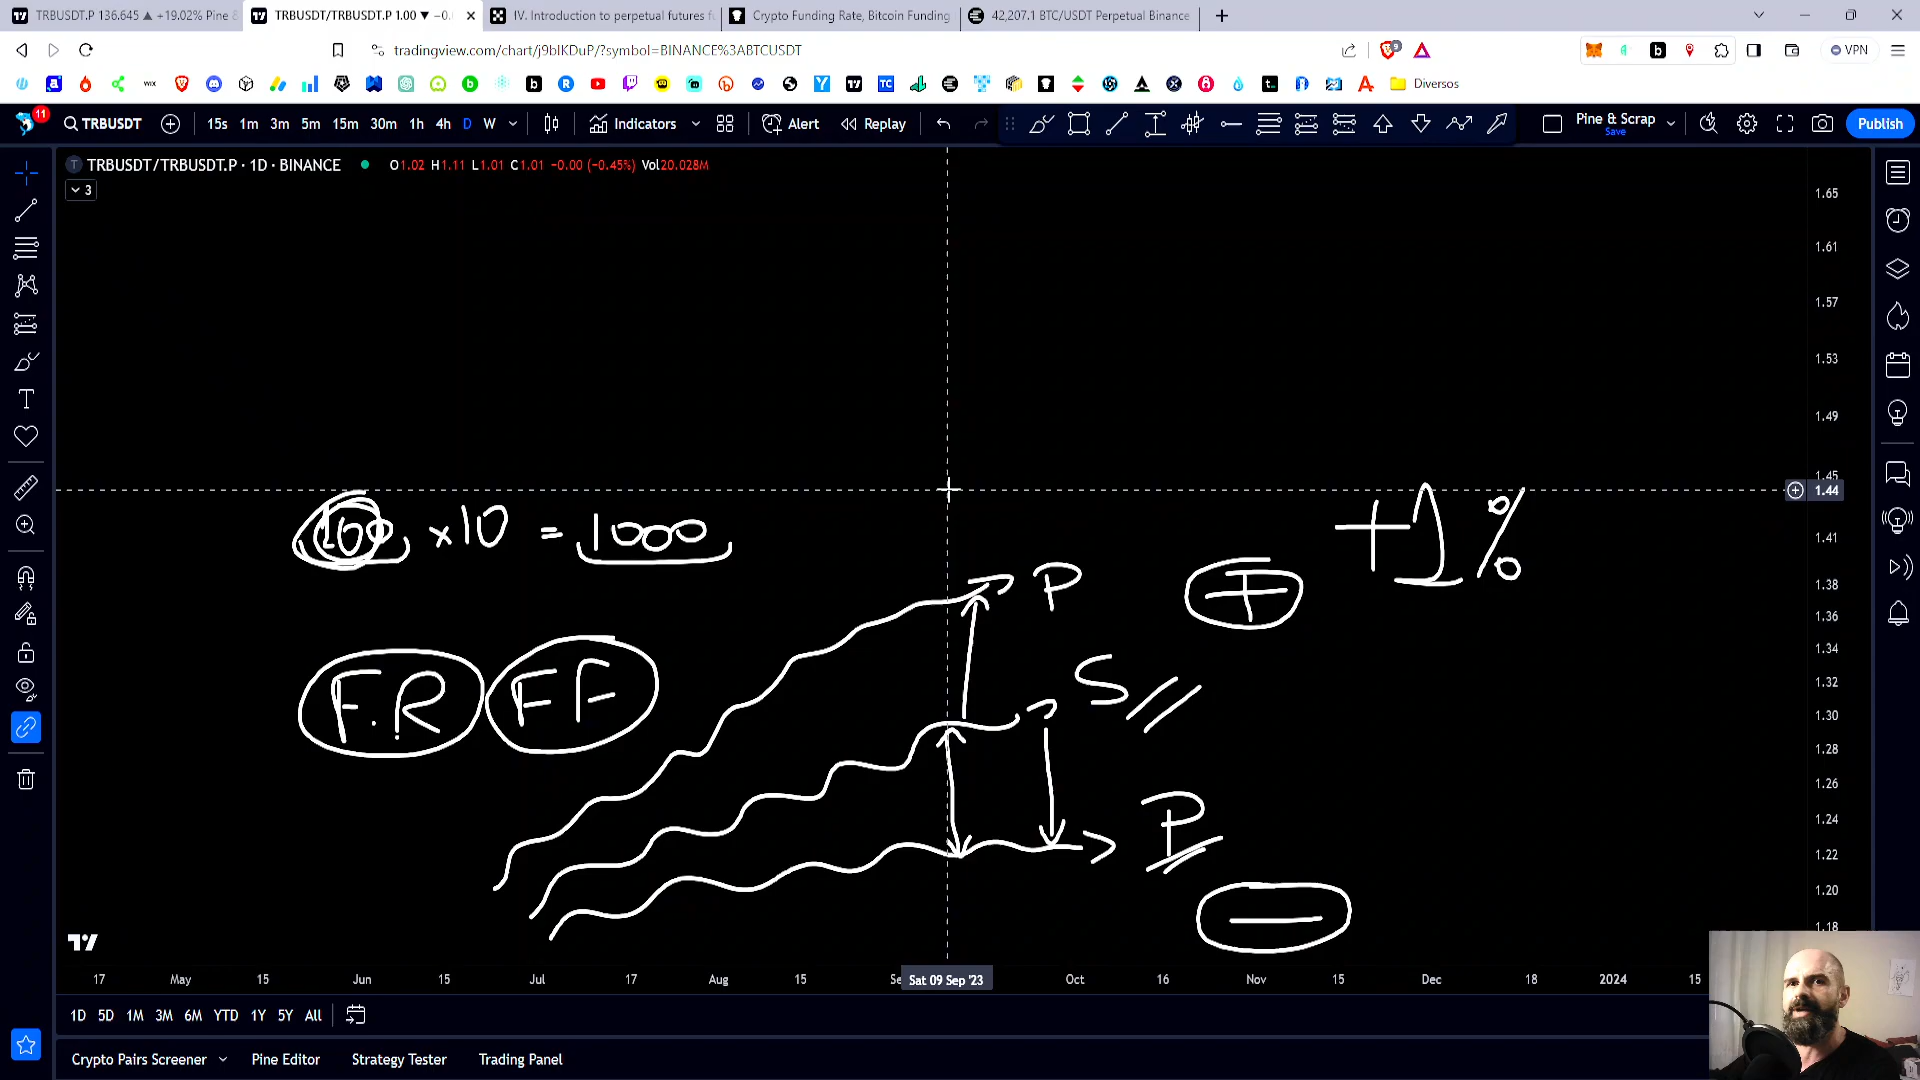 TRBUSDT.P 136.645 ▲ +19.02% Pine &
TRBUSDT/TRBUSDT.P 1.00 ▼ −0.
IV. Introduction to perpetual futures f
Crypto Funding Rate, Bitcoin Funding
42,207.1 BTC/USDT Perpetual Binance
tradingview.com/chart/j9bIKDuP/?symbol=BINANCE%3ABTCUSDT
9
VPN
Diversos
11
TRBUSDT
15s 1m 3m 5m 15m 30m 1h 4h D W
Indicators
Alert
Replay
Pine & Scrap
Save
Publish
TRBUSDT/TRBUSDT.P · 1D · BINANCE
O1.02 H1.11 L1.01 C1.01 −0.00 (−0.45%) Vol20.028M
3
1.65
1.61
1.57
1.53
1.49
1.45
1.44
1.41
1.38
1.36
1.34
1.32
1.30
1.28
1.26
1.24
1.22
1.20
1.18
100 x10 = 1000
+1%
P
+
F.R
FF
S
P
−
17 May 15 Jun 15 Jul 17 Aug 15 Se Sat 09 Sep '23 Oct 16 Nov 15 Dec 18 2024 15
1D 5D 1M 3M 6M YTD 1Y 5Y All
Crypto Pairs Screener
Pine Editor
Strategy Tester
Trading Panel